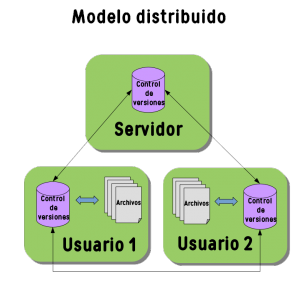 Modelo distribuido
Control
de
versiones
Servidor
Control
de
versiones
Archivos
Usuario 1
Archivos
Control
de
versiones
Usuario 2